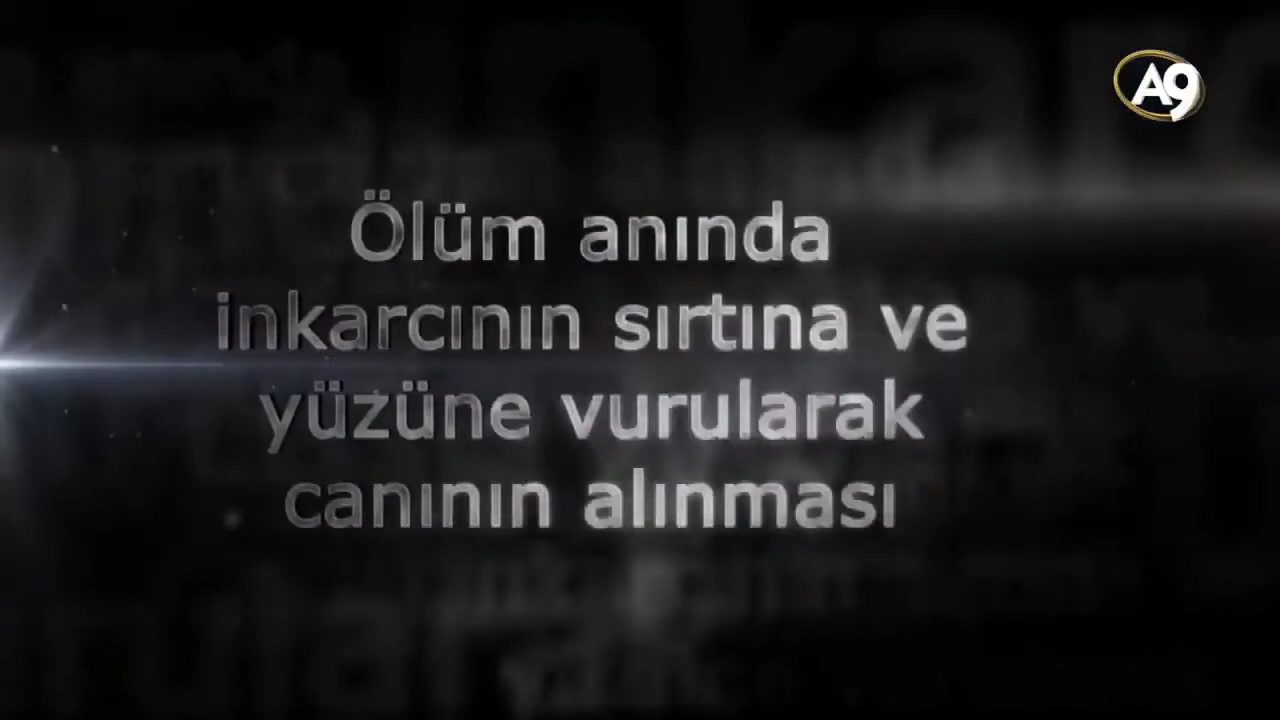 A9
Ölüm anında
inkarcının sırtına ve
yüzüne vurularak
canının alınması